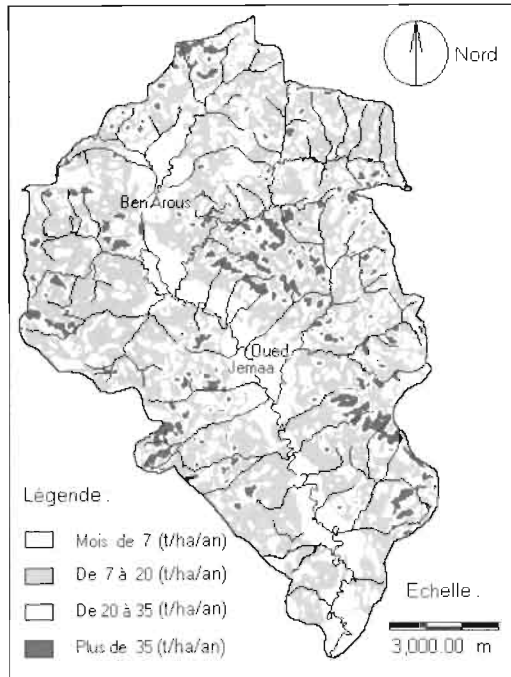 Nord
Ben Arous
Oued
Jemaa
Légende .
Mois de 7 (t/ha/an)
De 7 à 20 (t/ha/an)
De 20 à 35 (t/ha/an)
Plus de 35 (t/ha/an)
Echelle .
3,000.00 m